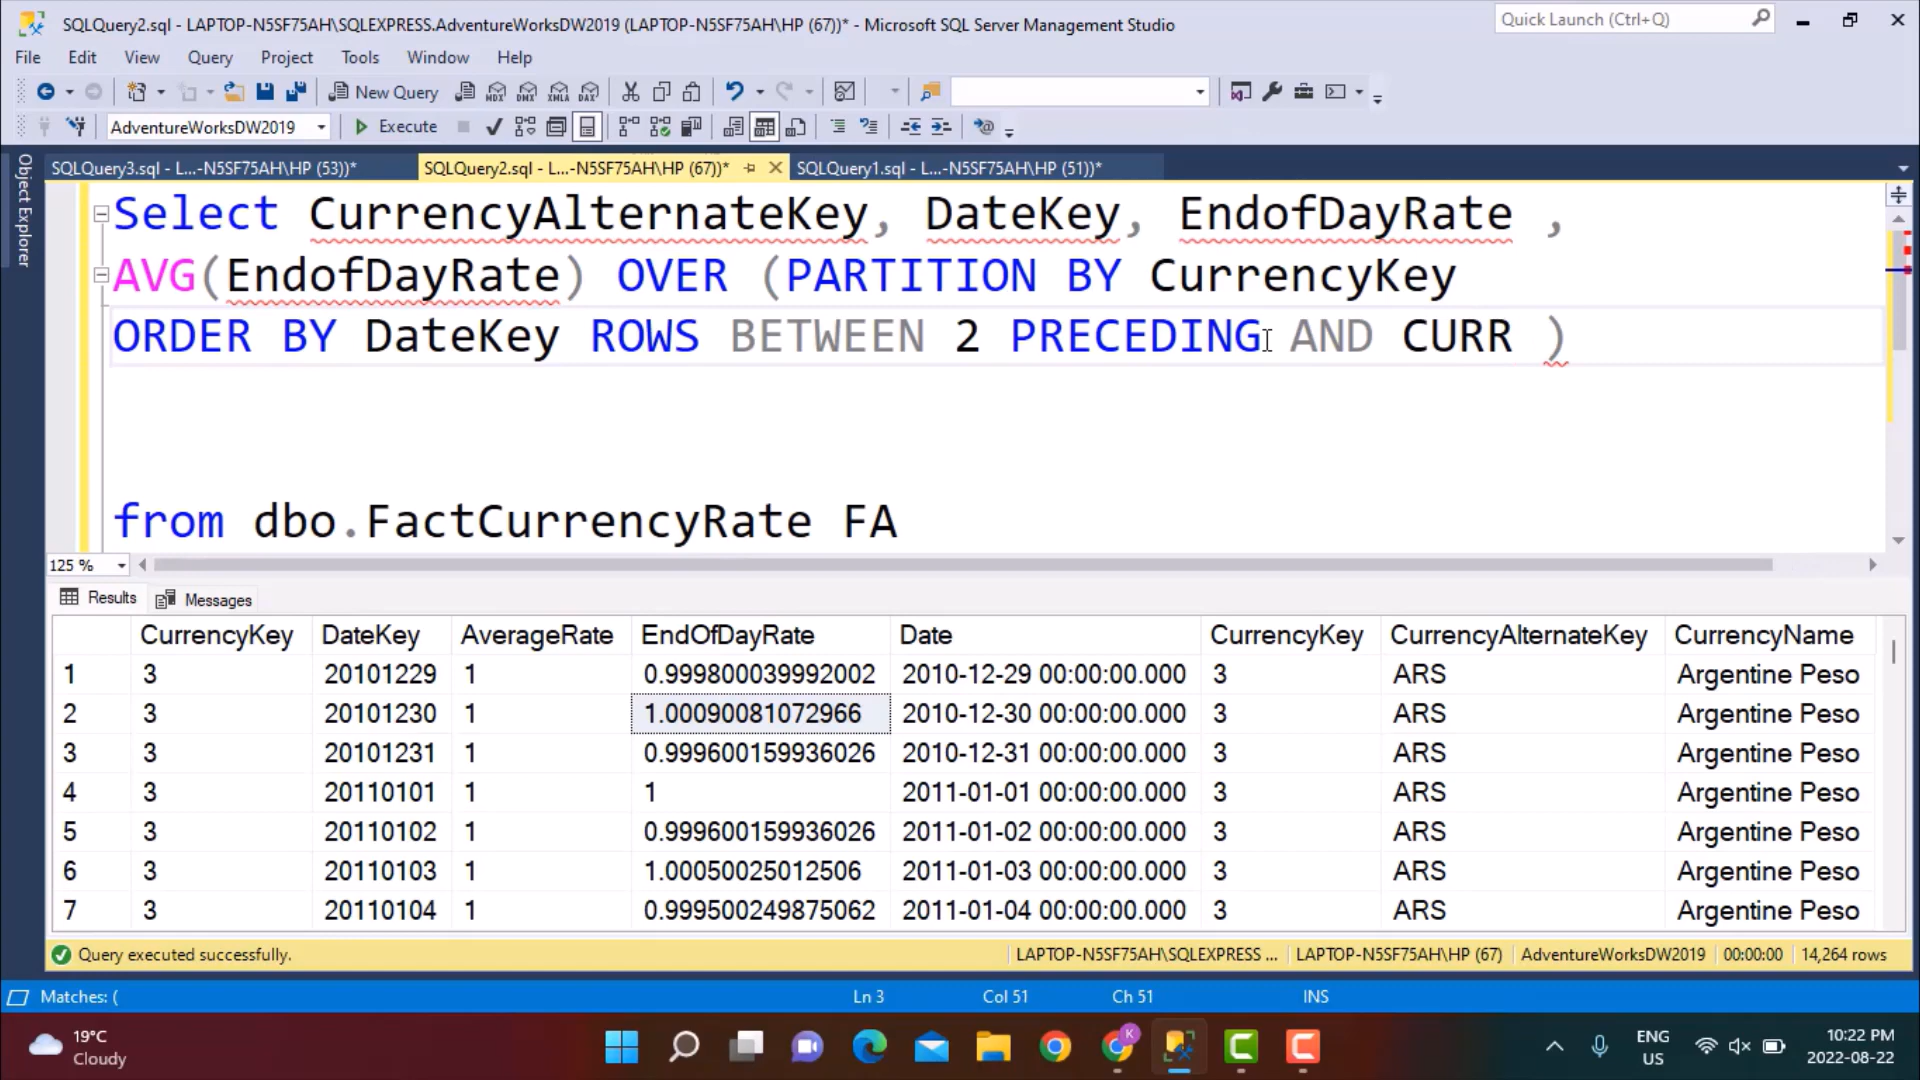 SQLQuery2.sql - LAPTOP-N5SF75AH\SQLEXPRESS.AdventureWorksDW2019 (LAPTOP-N5SF75AH\HP (67))* - Microsoft SQL Server Management Studio
Quick Launch (Ctrl+Q)
File Edit View Query Project Tools Window Help
New Query MDX DMX XMLA DAX
AdventureWorksDW2019 Execute
Object Explorer
SQLQuery3.sql - L...-N5SF75AH\HP (53))* SQLQuery2.sql - L...-N5SF75AH\HP (67))* SQLQuery1.sql - L...-N5SF75AH\HP (51))*
Select CurrencyAlternateKey, DateKey, EndofDayRate ,
AVG(EndofDayRate) OVER (PARTITION BY CurrencyKey
ORDER BY DateKey ROWS BETWEEN 2 PRECEDING AND CURR )
from dbo.FactCurrencyRate FA
125 %
Results Messages
CurrencyKey DateKey AverageRate EndOfDayRate Date CurrencyKey CurrencyAlternateKey CurrencyName
1 3 20101229 1 0.999800039992002 2010-12-29 00:00:00.000 3 ARS Argentine Peso
2 3 20101230 1 1.00090081072966 2010-12-30 00:00:00.000 3 ARS Argentine Peso
3 3 20101231 1 0.999600159936026 2010-12-31 00:00:00.000 3 ARS Argentine Peso
4 3 20110101 1 1 2011-01-01 00:00:00.000 3 ARS Argentine Peso
5 3 20110102 1 0.999600159936026 2011-01-02 00:00:00.000 3 ARS Argentine Peso
6 3 20110103 1 1.00050025012506 2011-01-03 00:00:00.000 3 ARS Argentine Peso
7 3 20110104 1 0.999500249875062 2011-01-04 00:00:00.000 3 ARS Argentine Peso
Query executed successfully. LAPTOP-N5SF75AH\SQLEXPRESS ... LAPTOP-N5SF75AH\HP (67) AdventureWorksDW2019 00:00:00 14,264 rows
Matches: ( Ln 3 Col 51 Ch 51 INS
19°C
Cloudy
K
C
C
ENG
US
10:22 PM
2022-08-22